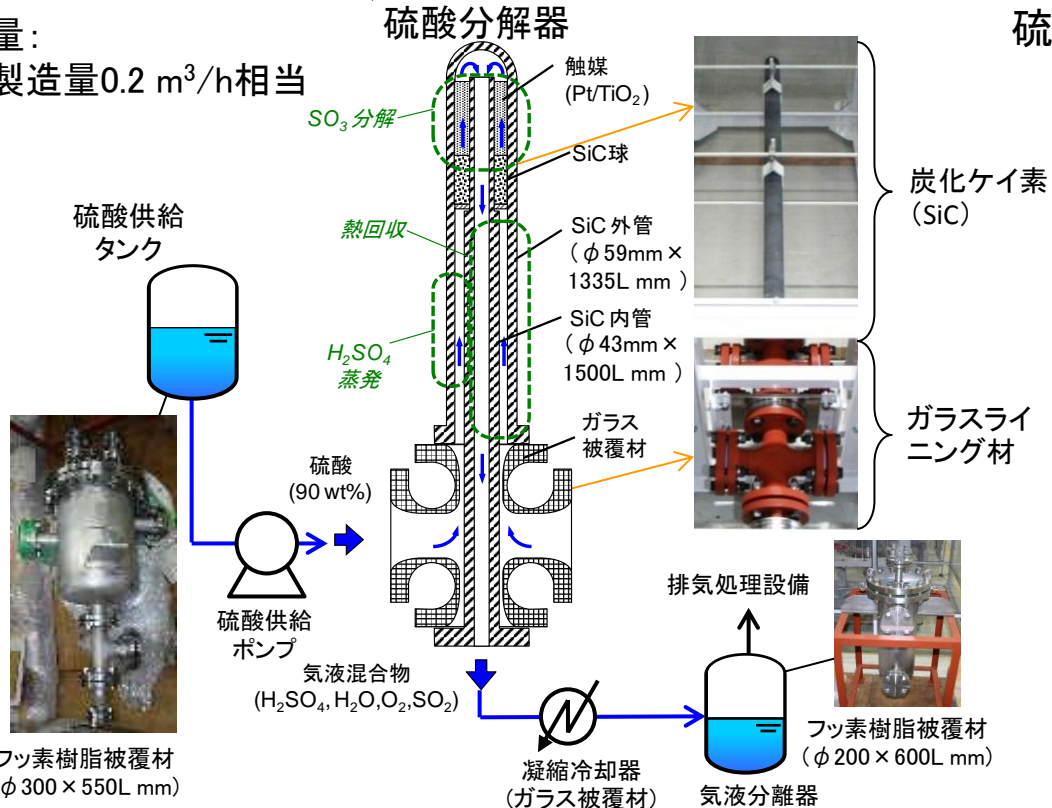 硫酸分解器
硫
量:
製造量0.2 m³/h相当
触媒
(Pt/TiO₂)
SO₃分解
SiC球
炭化ケイ素
(SiC)
硫酸供給
タンク
熱回収
SiC 外管
(φ59mm×
1335L mm )
SiC 内管
(φ43mm×
1500L mm )
H₂SO₄
蒸発
ガラス
被覆材
ガラスライ
ニング材
硫酸
(90 wt%)
硫酸供給
ポンプ
排気処理設備
気液混合物
(H₂SO₄,H₂O,O₂,SO₂)
フッ素樹脂被覆材
φ300×550L mm)
凝縮冷却器
(ガラス被覆材)
気液分離器
フッ素樹脂被覆材
(φ200×600L mm)